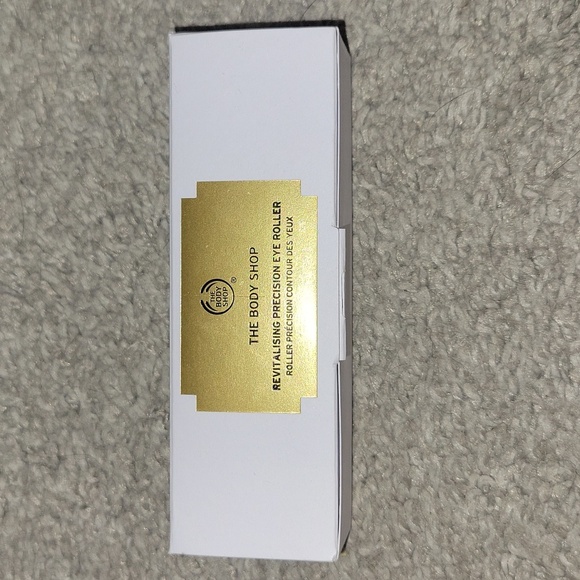 THE
BODY
SHOP
®
THE BODY SHOP
REVITALISING PRECISION EYE ROLLER
ROLLER PRÉCISION CONTOUR DES YEUX